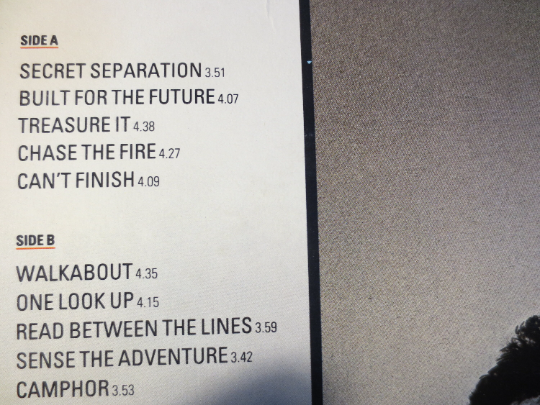 SIDE A
SECRET SEPARATION 3.51
BUILT FOR THE FUTURE 4.07
TREASURE IT 4.38
CHASE THE FIRE 4.27
CAN'T FINISH 4.09
SIDE B
WALKABOUT 4.35
ONE LOOK UP 4.15
READ BETWEEN THE LINES 3.59
SENSE THE ADVENTURE 3.42
CAMPHOR 3.53